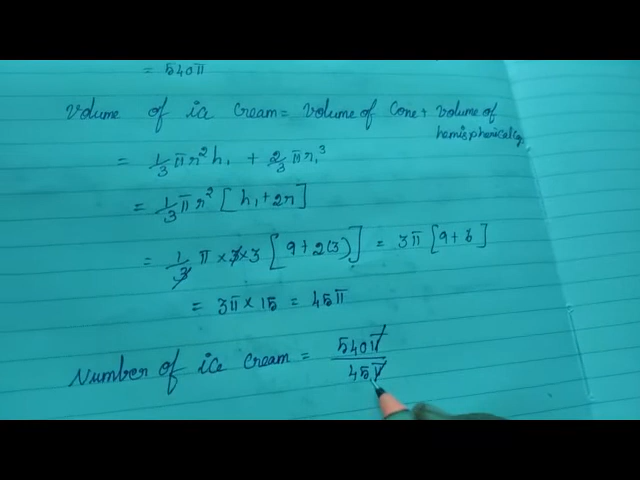 = 540π
Volume of ice cream = Volume of Cone + Volume of
hemispherical
= 1/3 πr²h₁ + 2/3 πr₁³
= 1/3 πr² [h₁ + 2r]
= 1/3 π × 3 × 3 [9 + 2(3)] = 3π [9 + 6]
= 3π × 15 = 45π
Number of ice cream = 540π/45π